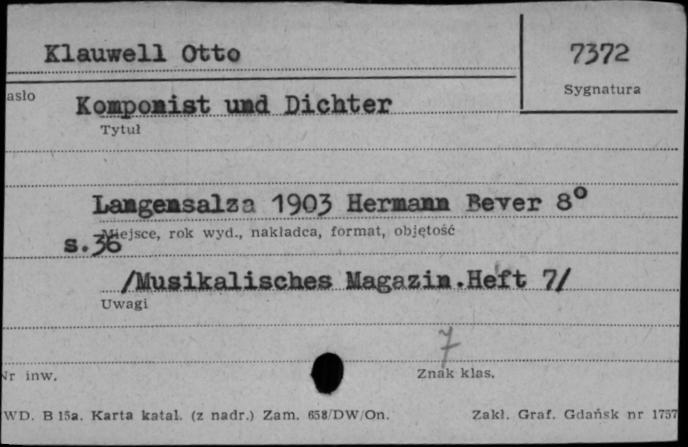 Klauwell Otto
7372
Sygnatura
asło
Komponist und Dichter
Tytuł
Langensalza 1903 Hermann Beyer 8°
Miejsce, rok wyd., nakładca, format, objętość
s.36
/Musikalisches Magazin.Heft 7/
Uwagi
7
Nr inw.
Znak klas.
WD. B 15a. Karta katal. (z nadr.) Zam. 658/DW/On.
Zakł. Graf. Gdańsk nr 1757